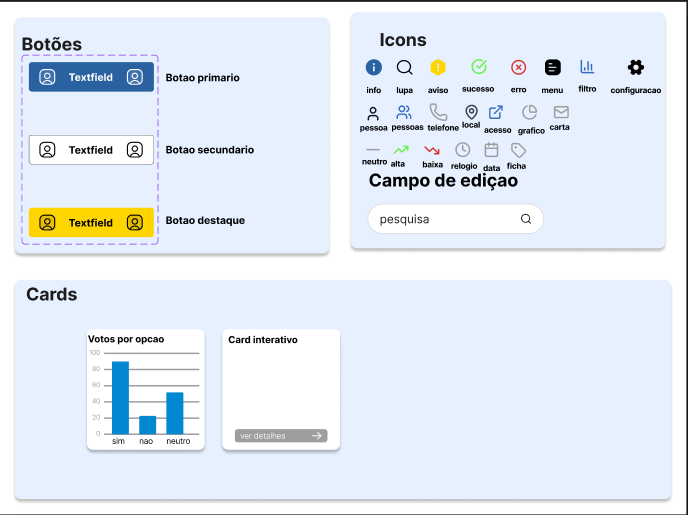 Botões
Textfield
Botao primario
Textfield
Botao secundario
Textfield
Botao destaque
Icons
info
lupa
aviso
sucesso
erro
menu
filtro
configuracao
pessoa
pessoas
telefone
local
acesso
grafico
carta
neutro
alta
baixa
relogio
data
ficha
Campo de ediçao
pesquisa
Cards
Votos por opcao
100
80
60
40
20
0
sim
nao
neutro
Card interativo
ver detalhes